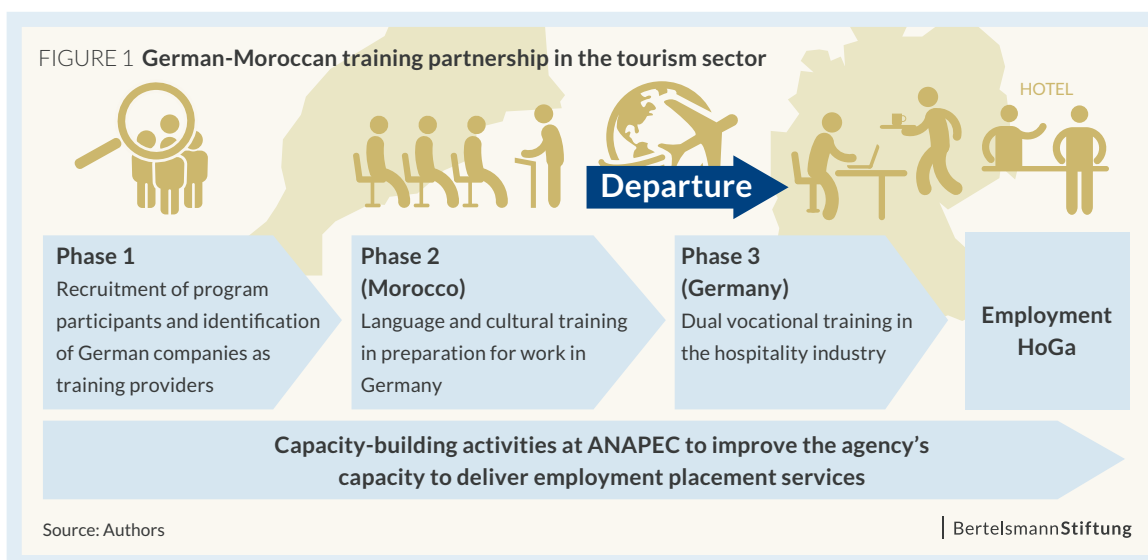 FIGURE 1 German-Moroccan training partnership in the tourism sector
HOTEL
Departure
Phase 1
Recruitment of program
participants and identification
of German companies as
training providers
Phase 2
(Morocco)
Language and cultural training
in preparation for work in
Germany
Phase 3
(Germany)
Dual vocational training in
the hospitality industry
Employment
HoGa
Capacity-building activities at ANAPEC to improve the agency’s
capacity to deliver employment placement services
Source: Authors
BertelsmannStiftung